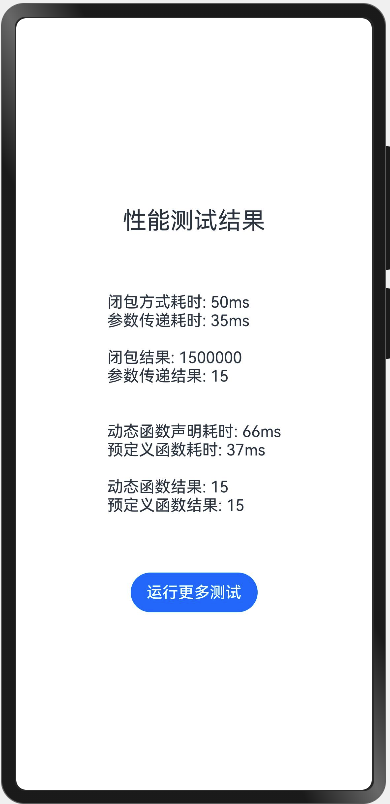 性能测试结果
闭包方式耗时: 50ms
参数传递耗时: 35ms
闭包结果: 1500000
参数传递结果: 15
动态函数声明耗时: 66ms
预定义函数耗时: 37ms
动态函数结果: 15
预定义函数结果: 15
运行更多测试